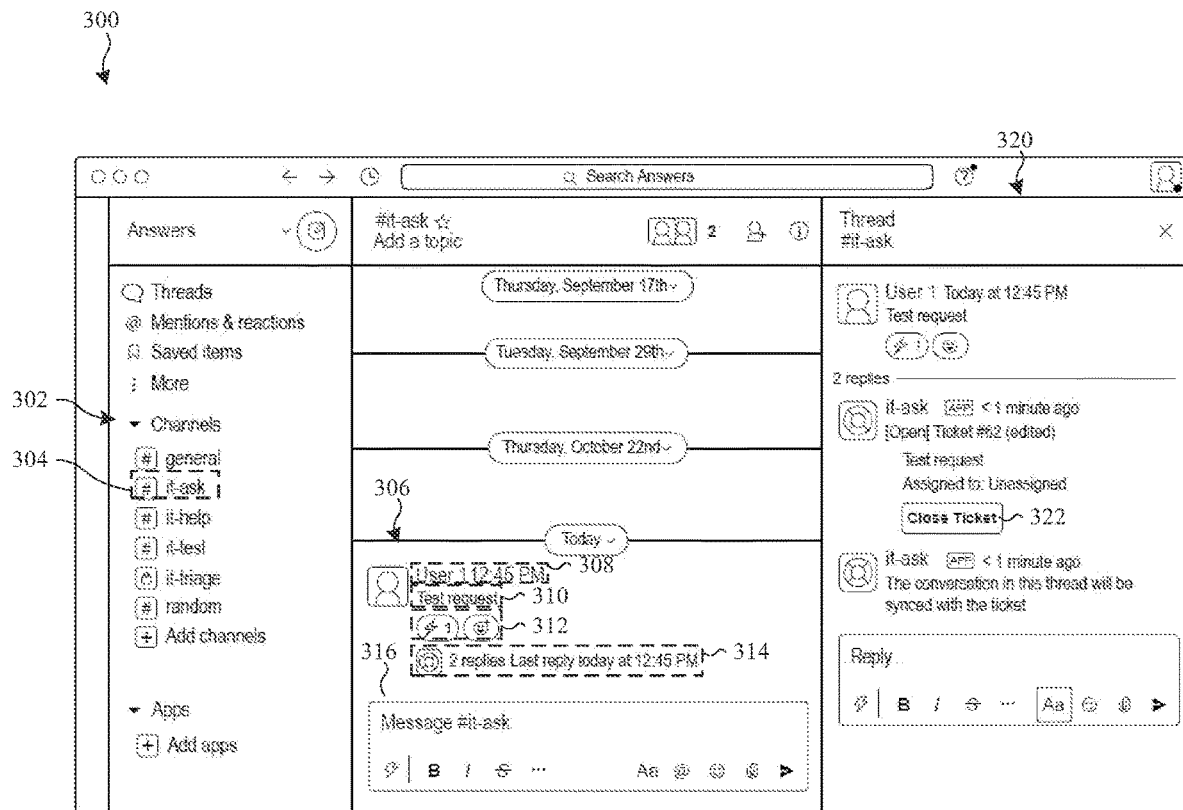 300
320
Search Answers
Answers
#it-ask
Add a topic
2
Thread
#it-ask
Threads
Mentions & reactions
Saved items
More
302
Channels
304
# general
# it-ask
# it-help
# it-test
it-triage
# random
+ Add channels
Apps
+ Add apps
Thursday, September 17th
Tuesday, September 29th
Thursday, October 22nd
306
Today
User 1 12:45 PM
308
Test request
310
1
312
2 replies Last reply today at 12:45 PM
314
316
Message #it-ask
B I S ... Aa @
User 1 Today at 12:45 PM
Test request
1
2 replies
it-ask APP < 1 minute ago
[Open] Ticket #62 (edited)
Test request
Assigned to: Unassigned
Close Ticket
322
it-ask APP < 1 minute ago
The conversation in this thread will be
synced with the ticket
Reply...
B I S ... Aa